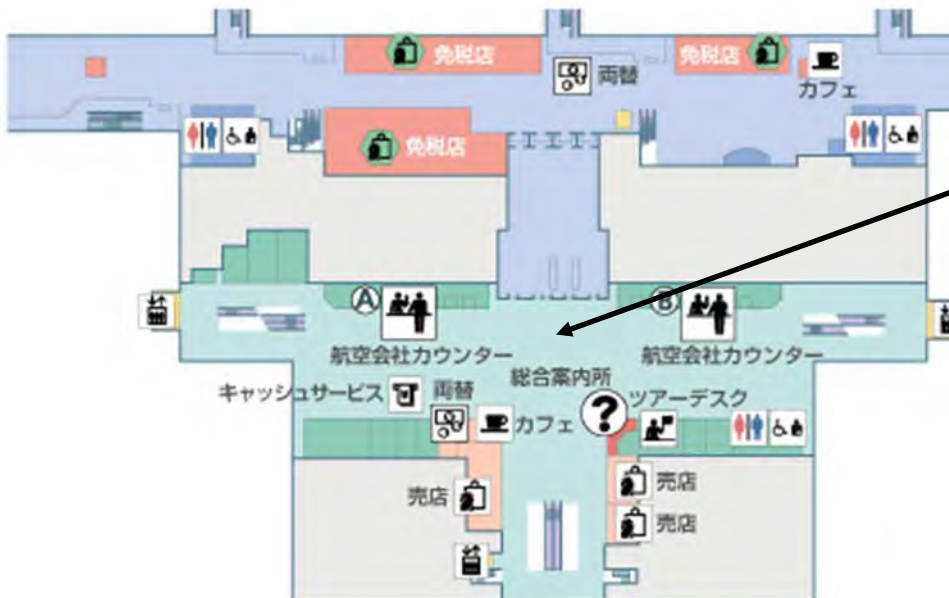 免税店
免税店
両替
カフェ
免税店
A
B
航空会社カウンター
航空会社カウンター
総合案内所
キャッシュサービス
両替
カフェ
?
ツアーデスク
売店
売店
売店